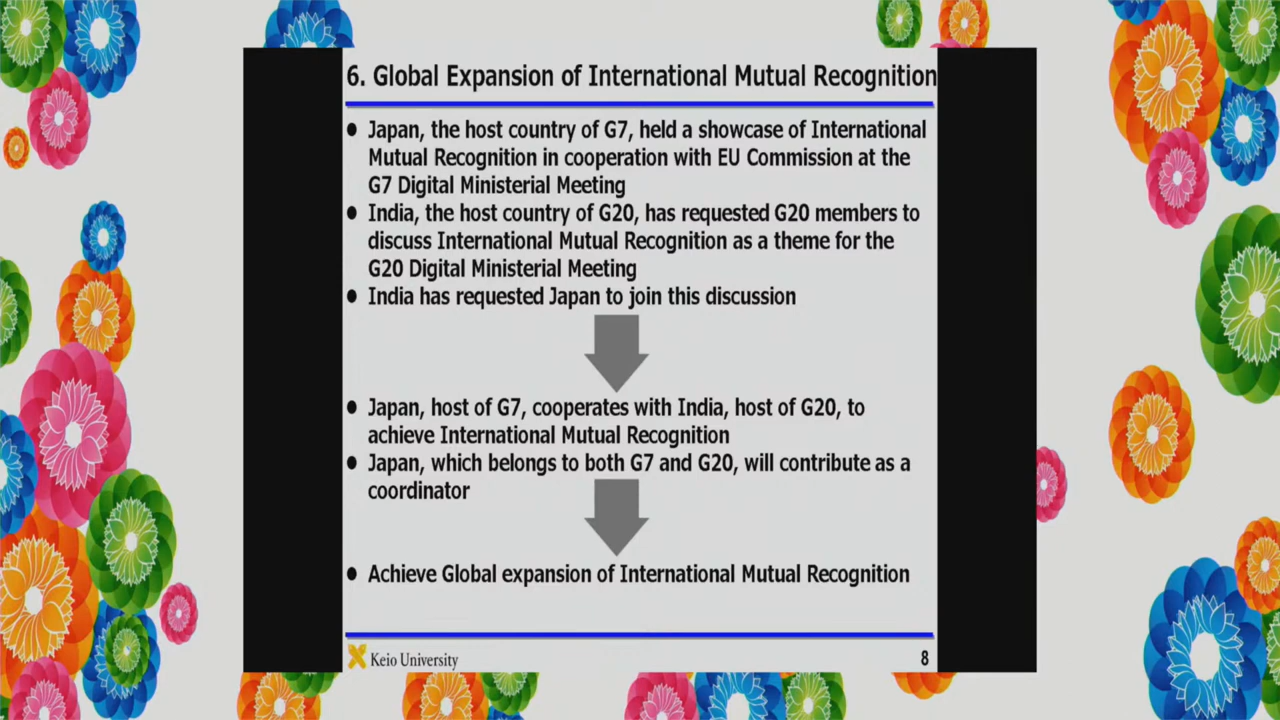 6. Global Expansion of International Mutual Recognition
● Japan, the host country of G7, held a showcase of International
Mutual Recognition in cooperation with EU Commission at the
G7 Digital Ministerial Meeting
● India, the host country of G20, has requested G20 members to
discuss International Mutual Recognition as a theme for the
G20 Digital Ministerial Meeting
● India has requested Japan to join this discussion
● Japan, host of G7, cooperates with India, host of G20, to
achieve International Mutual Recognition
● Japan, which belongs to both G7 and G20, will contribute as a
coordinator
● Achieve Global expansion of International Mutual Recognition
Keio University
8